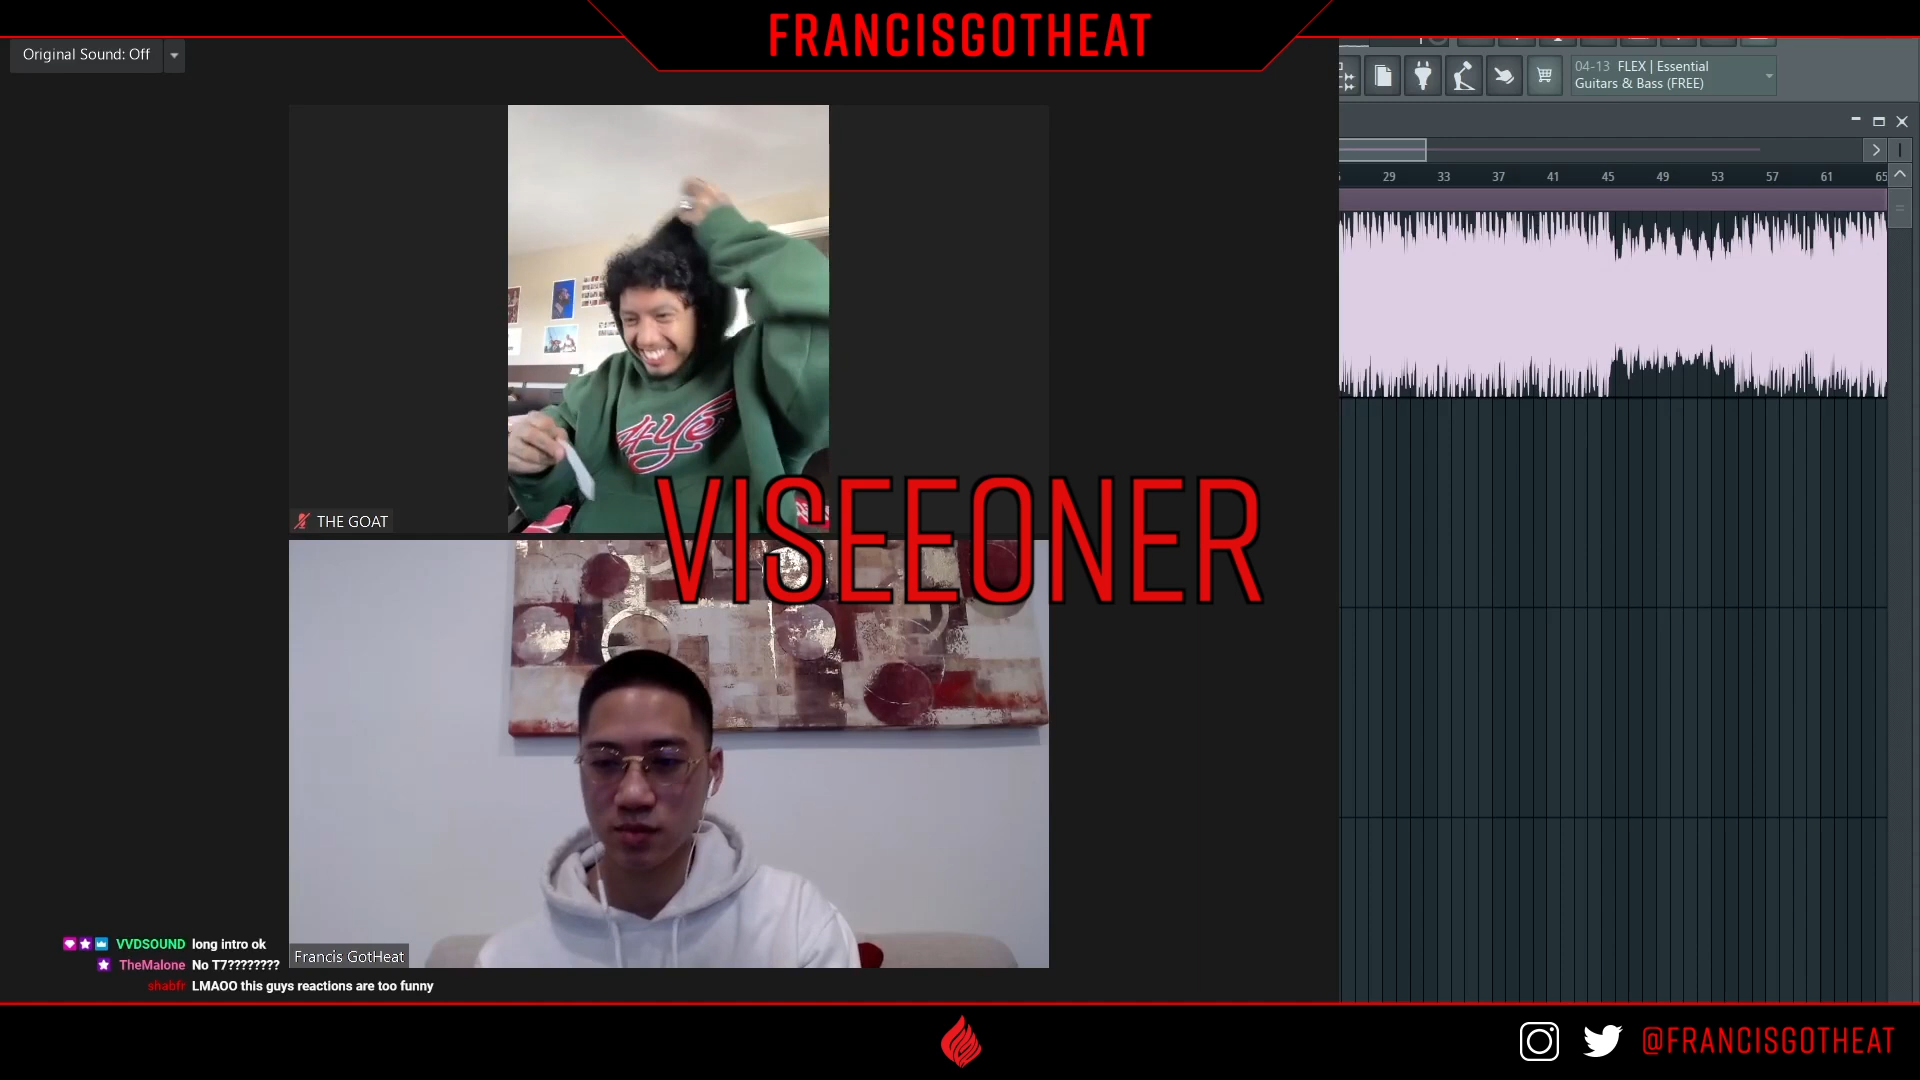 FRANCISGOTHEAT
Original Sound: Off
04-13 FLEX | Essential
Guitars & Bass (FREE)
29 33 37 41 45 49 53 57 61 65
THE GOAT
VISEEONER
VVDSOUND long intro ok
TheMalone No T7????????
shabfr LMAOO this guys reactions are too funny
Francis GotHeat
@FRANCISGOTHEAT